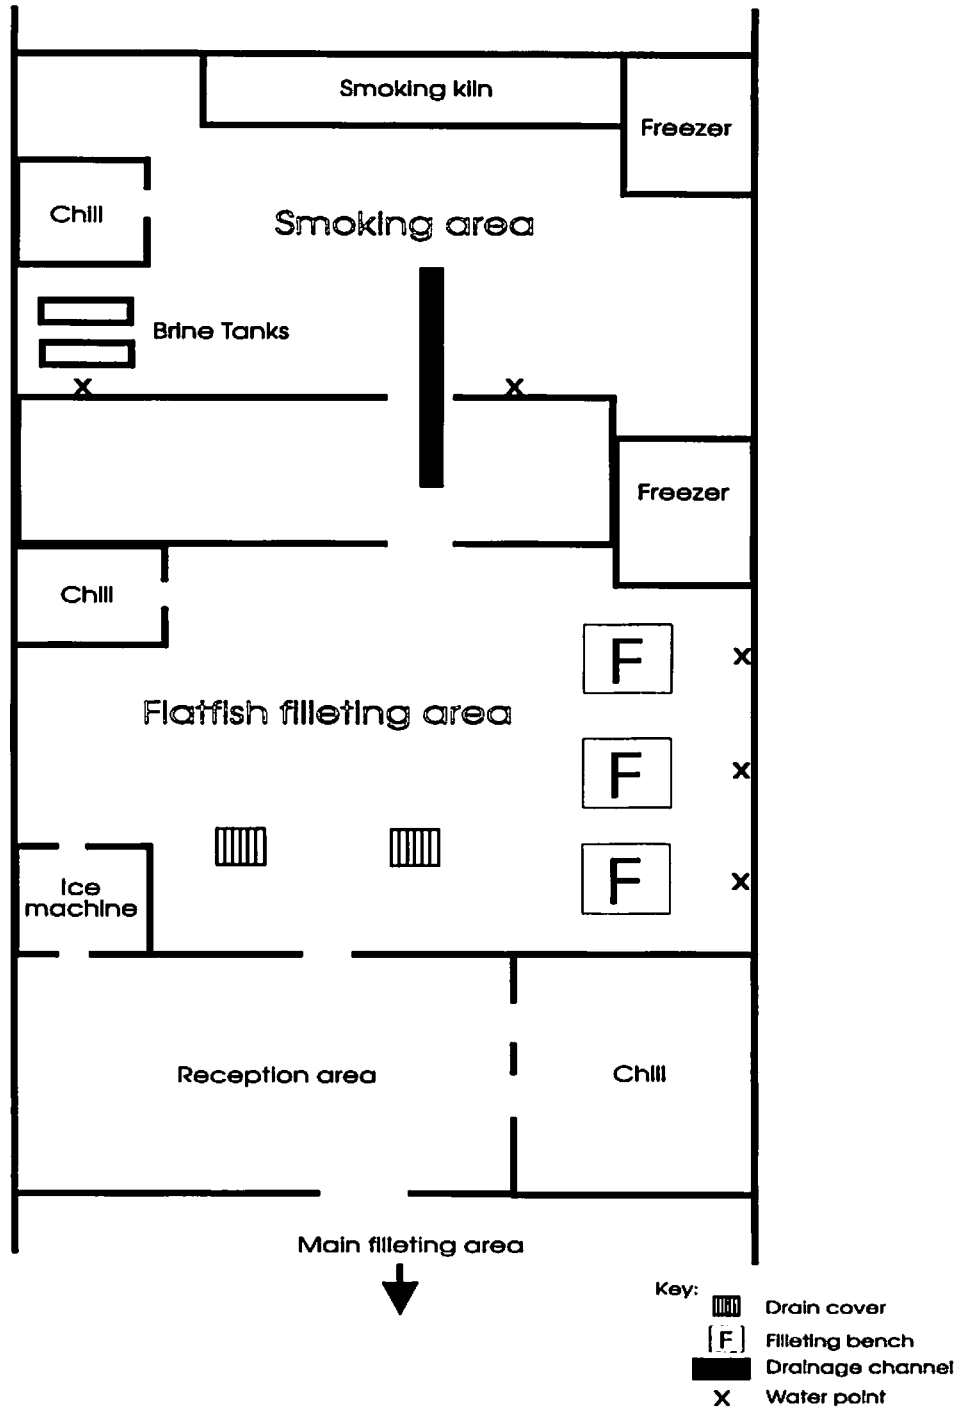 Smoking kiln
Freezer
Chill
Smoking area
Brine Tanks
X
X
Freezer
Chill
F
X
Flatfish filleting area
F
X
F
X
Ice
machine
Reception area
Chill
Main filleting area
Key:
Drain cover
F Filleting bench
Drainage channel
X Water point